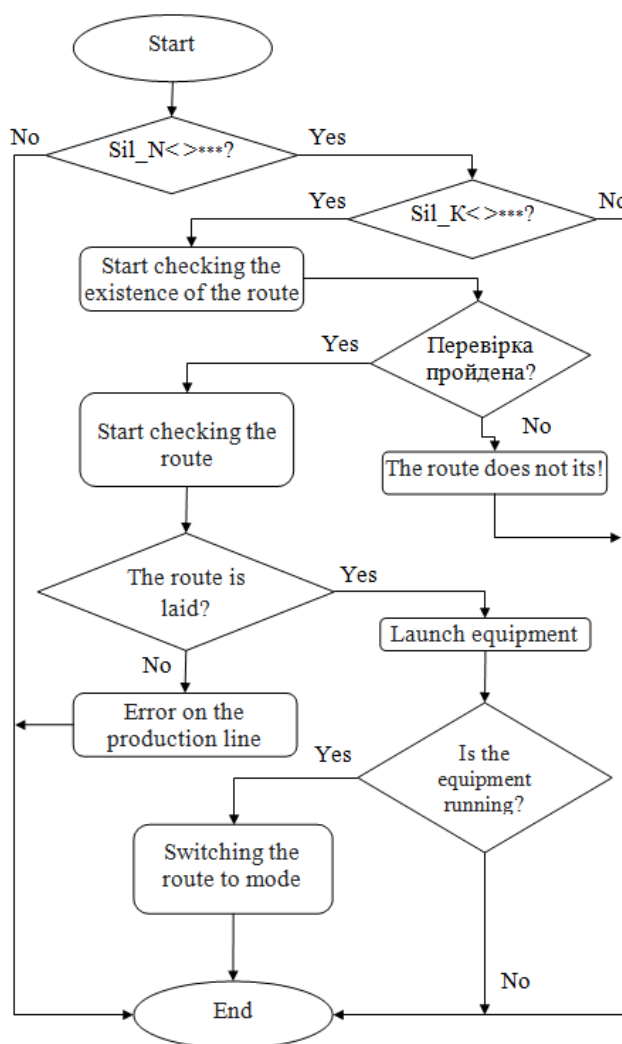 Start
No
Yes
Sil_N<>***?
Yes
No
Sil_K<>***?
Start checking the
existence of the route
Yes
Перевірка
пройдена?
Start checking the
route
No
The route does not its!
The route is
laid?
Yes
Launch equipment
No
Error on the
production line
Yes
Is the
equipment
running?
Switching the
route to mode
No
End